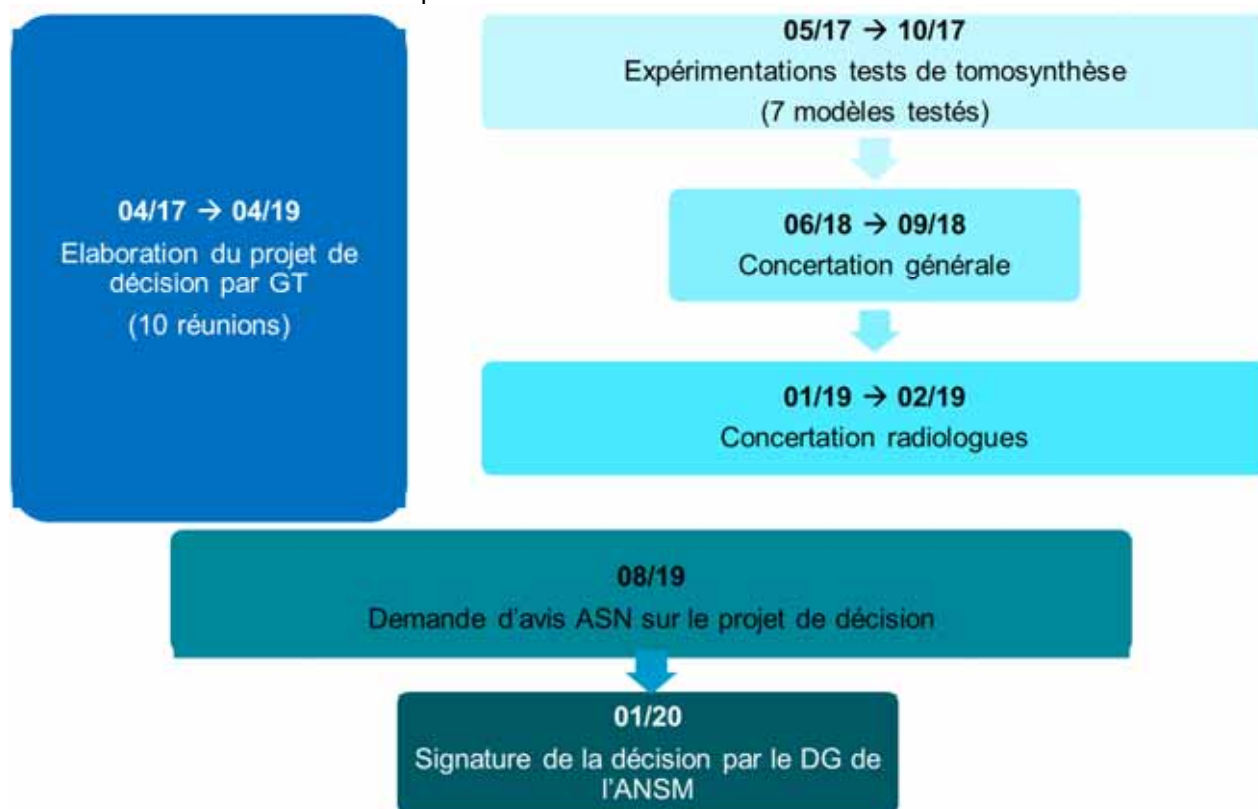 04/17 → 04/19
Elaboration du projet de
décision par GT
(10 réunions)
05/17 → 10/17
Expérimentations tests de tomosynthèse
(7 modèles testés)
06/18 → 09/18
Concertation générale
01/19 → 02/19
Concertation radiologues
08/19
Demande d'avis ASN sur le projet de décision
01/20
Signature de la décision par le DG de
l'ANSM